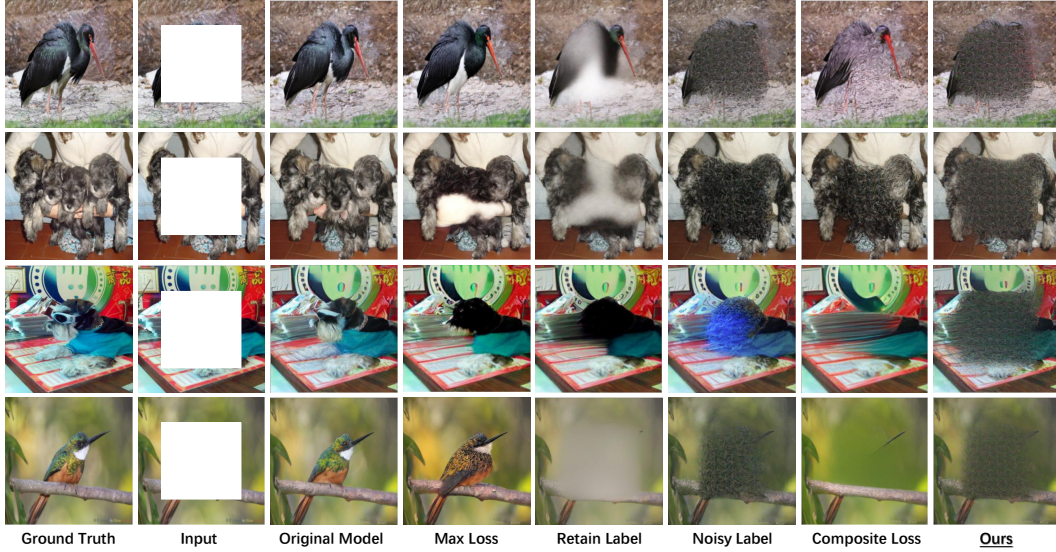 Ground Truth
Input
Original Model
Max Loss
Retain Label
Noisy Label
Composite Loss
Ours